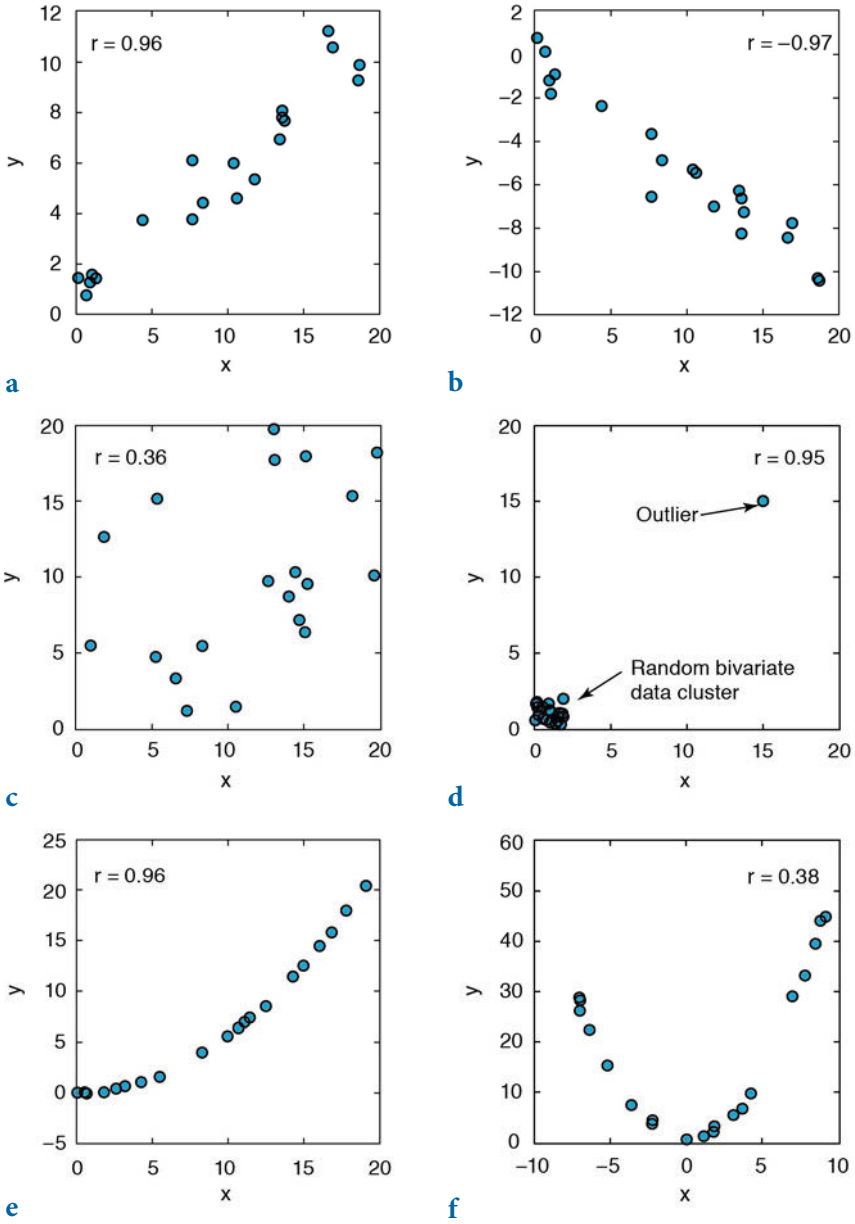 12
10
8
6
4
2
0
r = 0.96
y
0 5 10 15 20
x
a
2
0
−2
−4
−6
−8
−10
−12
r = −0.97
y
0 5 10 15 20
x
b
20
15
10
5
0
r = 0.36
y
0 5 10 15 20
x
c
20
15
10
5
0
r = 0.95
Outlier
Random bivariate
data cluster
y
0 5 10 15 20
x
d
25
20
15
10
5
0
−5
r = 0.96
y
0 5 10 15 20
x
e
60
50
40
30
20
10
0
r = 0.38
y
−10 −5 0 5 10
x
f